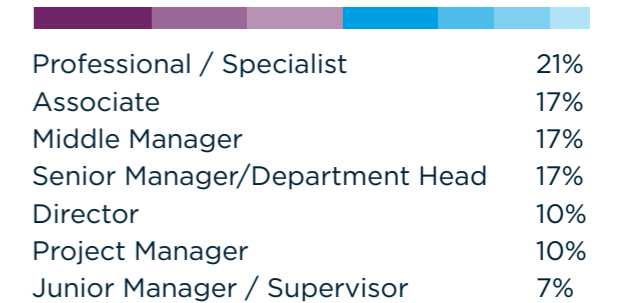 Professional / Specialist 21%
Associate 17%
Middle Manager 17%
Senior Manager/Department Head 17%
Director 10%
Project Manager 10%
Junior Manager / Supervisor 7%